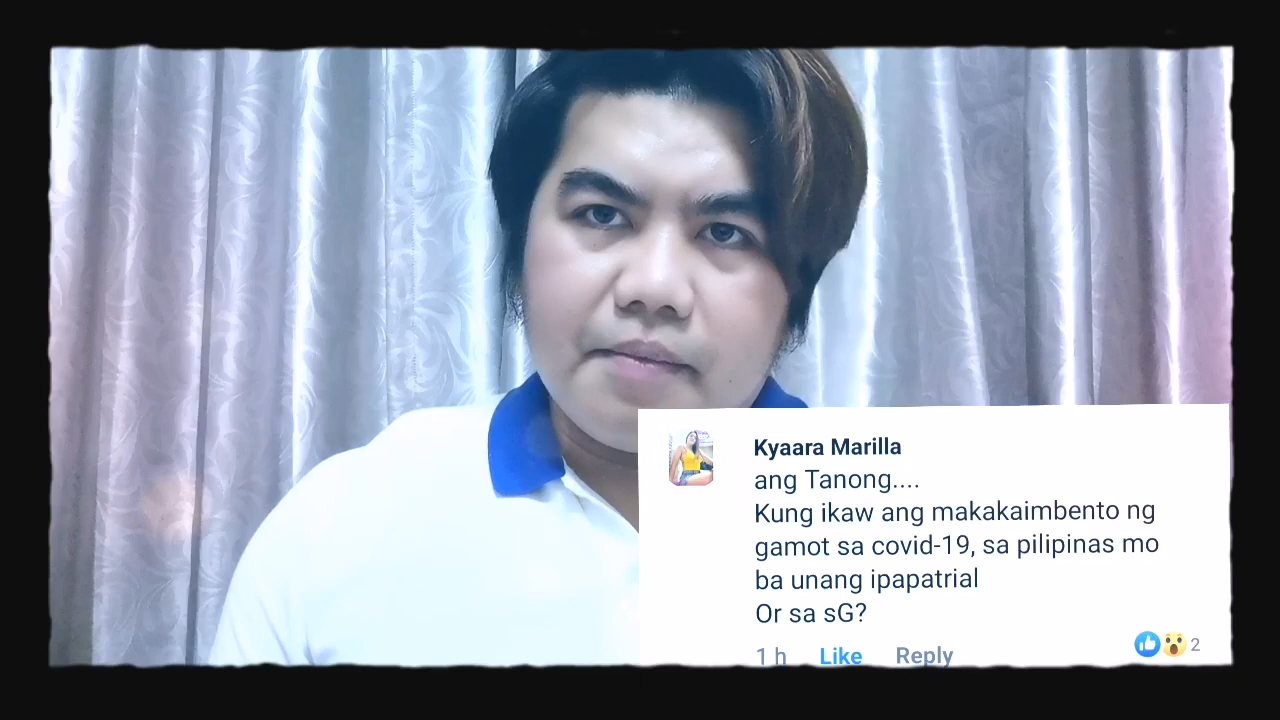 Kyaara Marilla
ang Tanong....
Kung ikaw ang makakaimbento ng
gamot sa covid-19, sa pilipinas mo
ba unang ipapatrial
Or sa sG?
1 h Like Reply 2